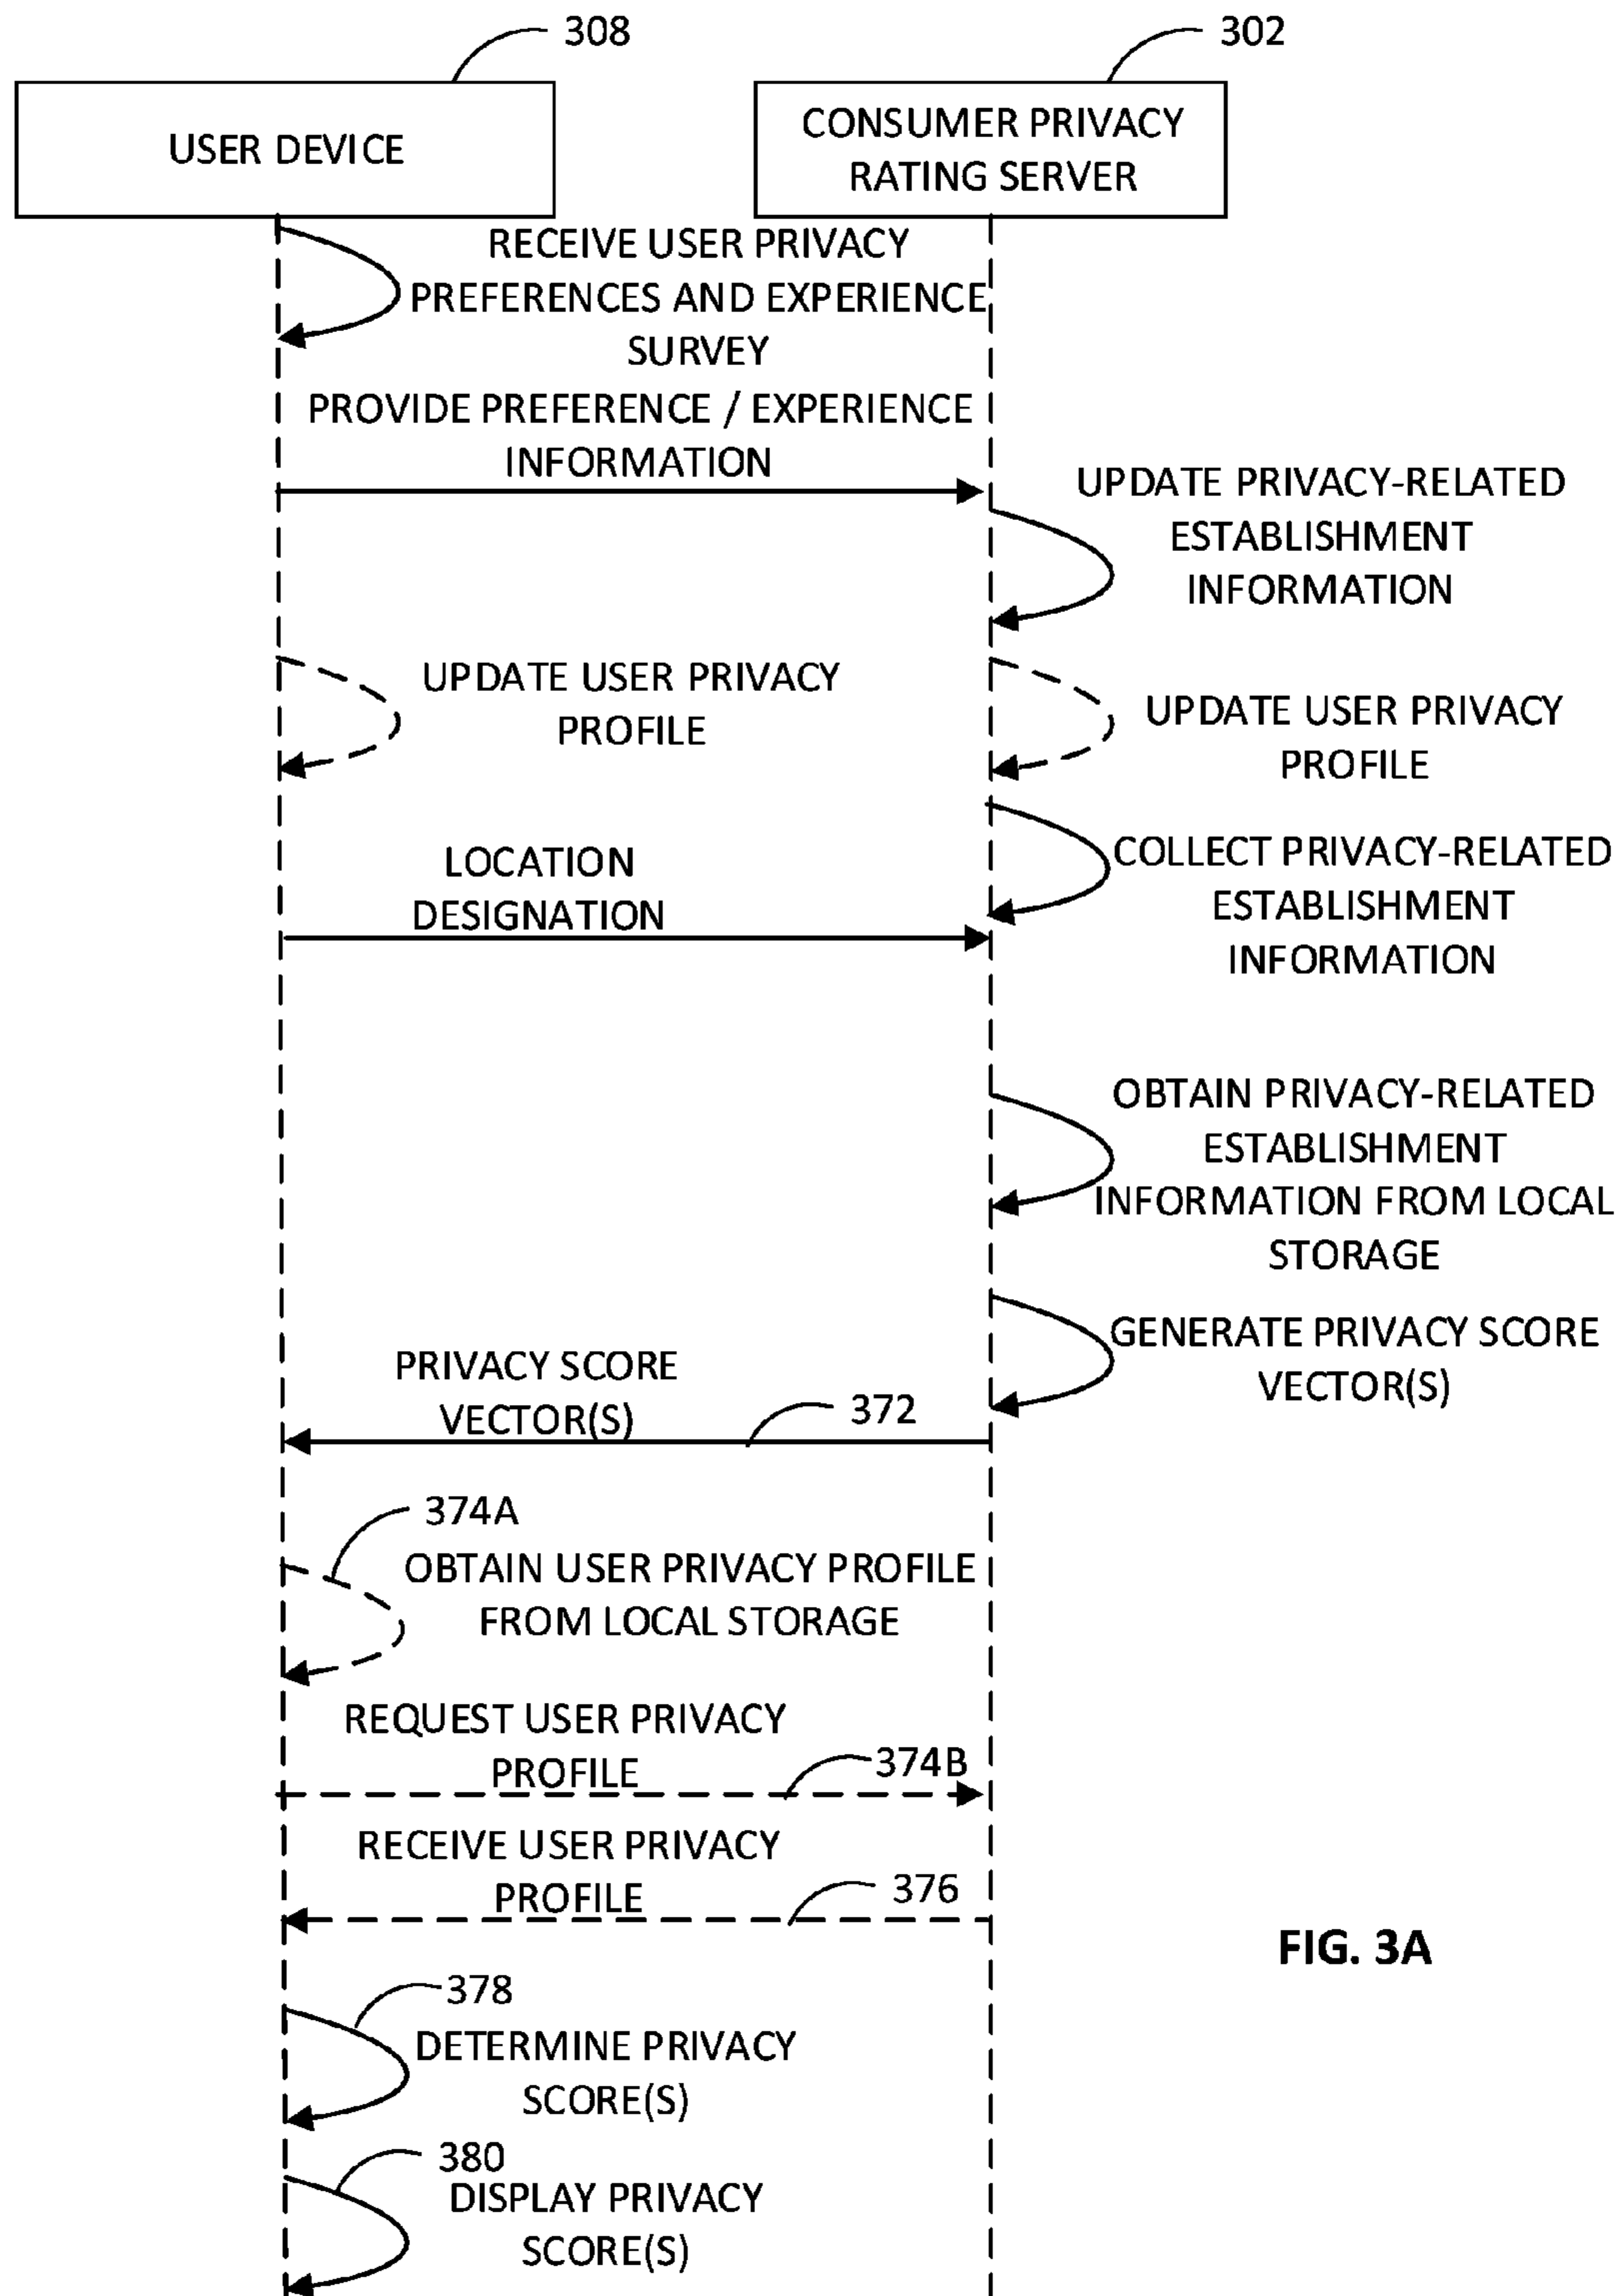 308
302
USER DEVICE
CONSUMER PRIVACY
RATING SERVER
RECEIVE USER PRIVACY
PREFERENCES AND EXPERIENCE
SURVEY
PROVIDE PREFERENCE / EXPERIENCE
INFORMATION
UPDATE PRIVACY-RELATED
ESTABLISHMENT
INFORMATION
UPDATE USER PRIVACY
PROFILE
UPDATE USER PRIVACY
PROFILE
LOCATION
DESIGNATION
COLLECT PRIVACY-RELATED
ESTABLISHMENT
INFORMATION
OBTAIN PRIVACY-RELATED
ESTABLISHMENT
INFORMATION FROM LOCAL
STORAGE
GENERATE PRIVACY SCORE
VECTOR(S)
PRIVACY SCORE
VECTOR(S)
372
374A
OBTAIN USER PRIVACY PROFILE
FROM LOCAL STORAGE
REQUEST USER PRIVACY
PROFILE
374B
RECEIVE USER PRIVACY
PROFILE
376
FIG. 3A
378
DETERMINE PRIVACY
SCORE(S)
380
DISPLAY PRIVACY
SCORE(S)